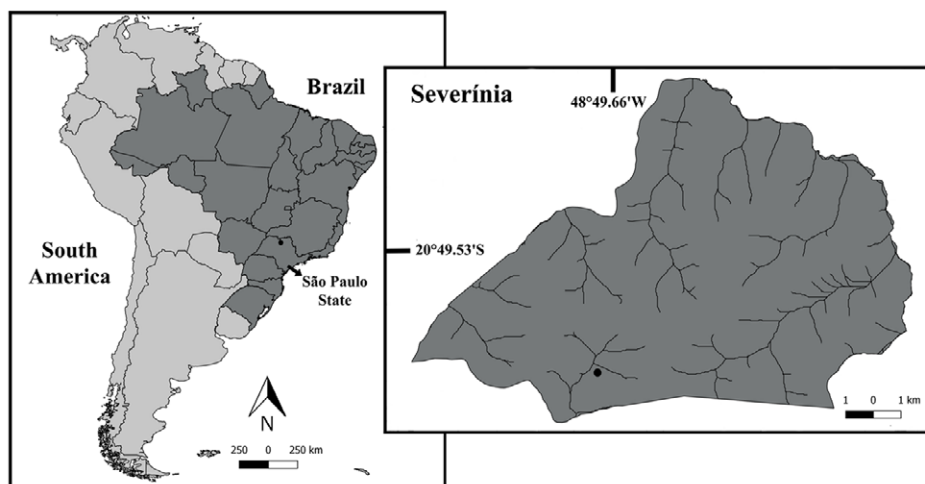 Brazil
South
America
São Paulo
State
N
250 0 250 km
Severínia
48°49.66'W
20°49.53'S
1 0 1 km